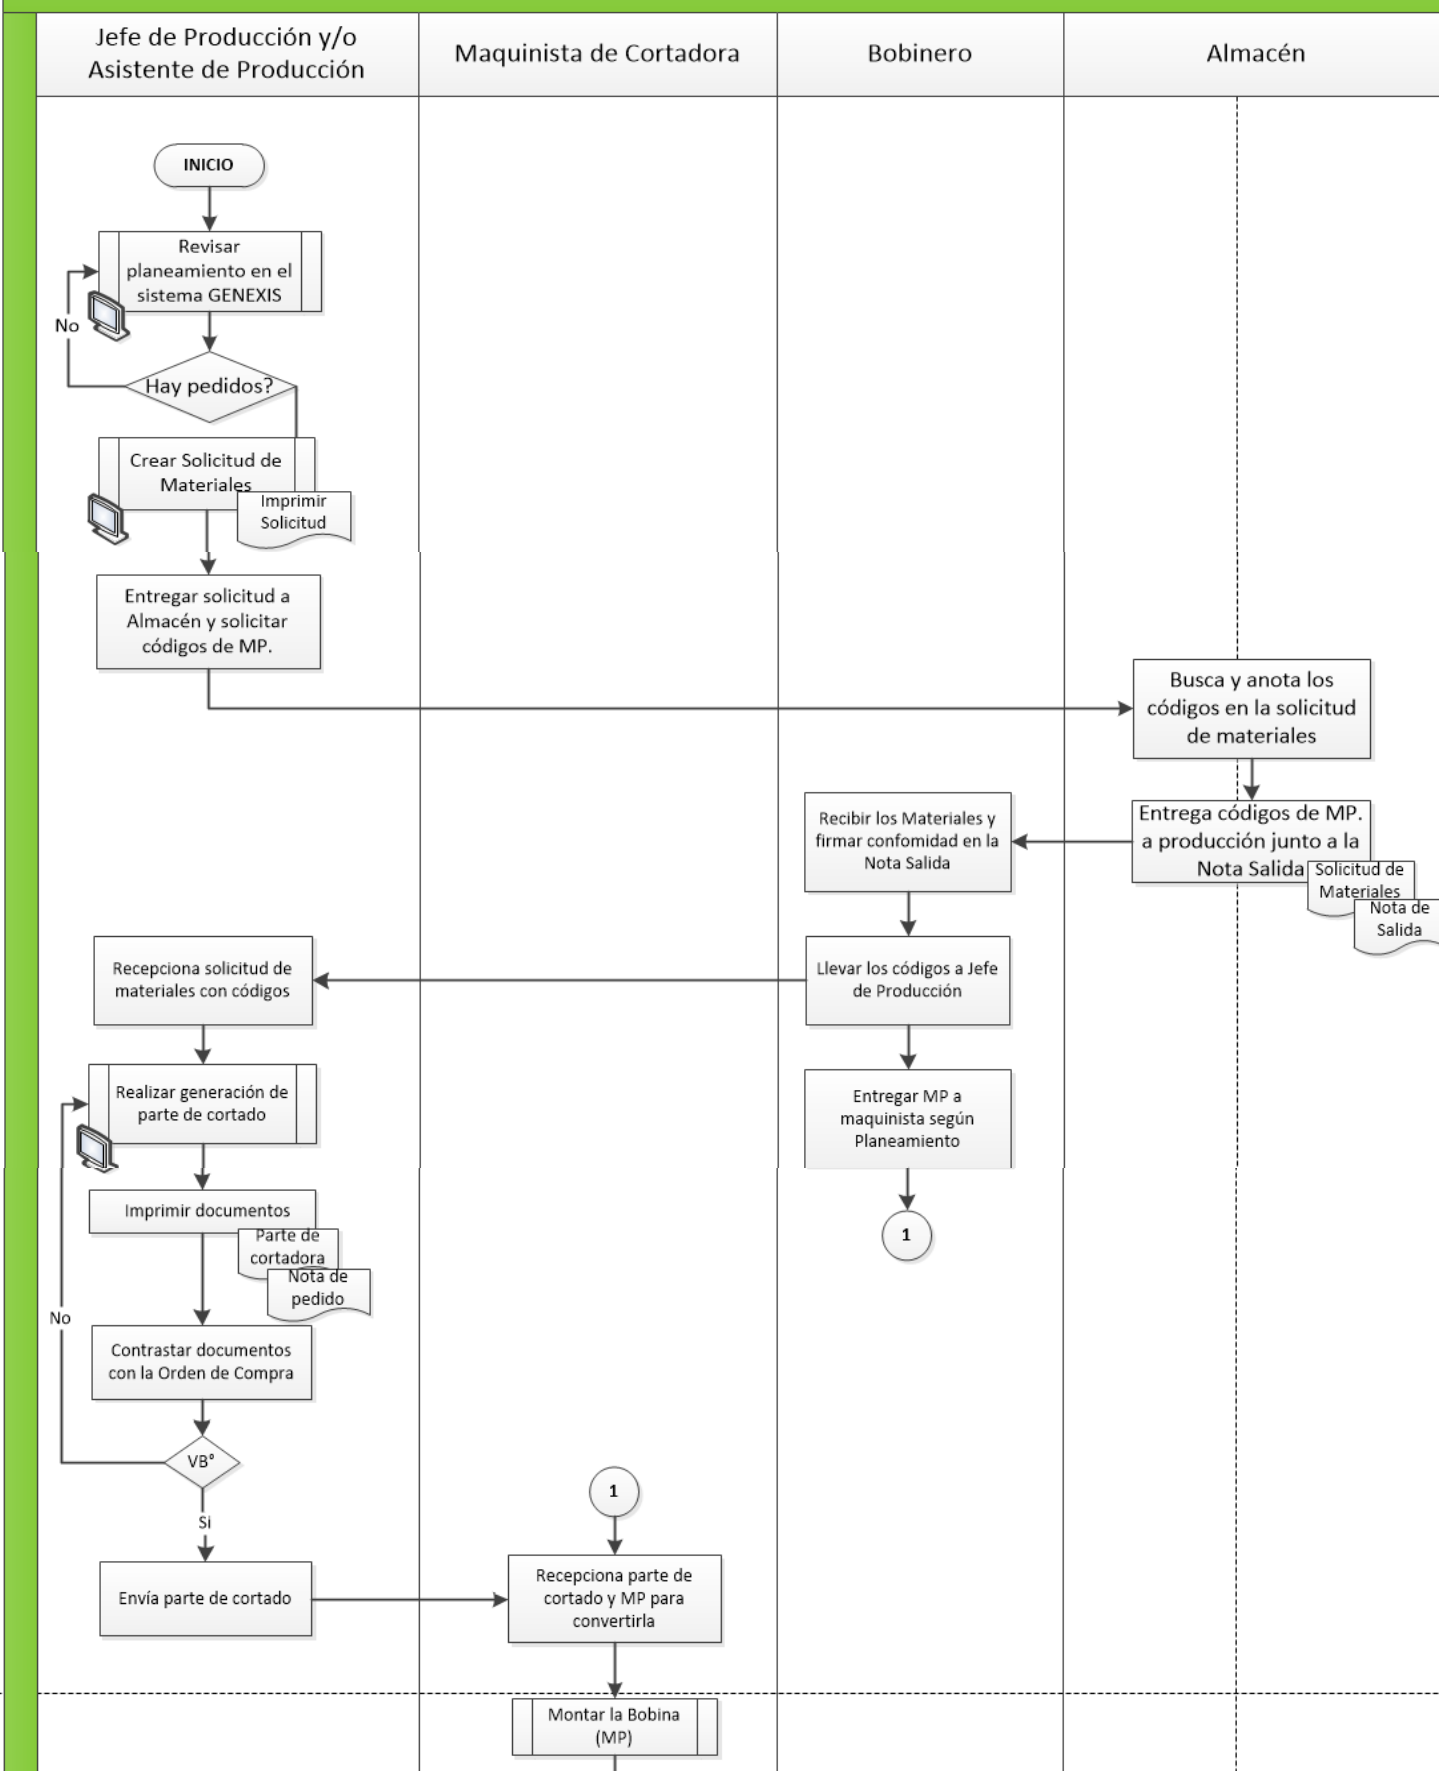 Jefe de Producción y/o
Asistente de Producción
Maquinista de Cortadora
Bobinero
Almacén
INICIO
Revisar
planeamiento en el
sistema GENEXIS
No
Hay pedidos?
Crear Solicitud de
Materiales
Imprimir
Solicitud
Entregar solicitud a
Almacén y solicitar
códigos de MP.
Busca y anota los
códigos en la solicitud
de materiales
Entrega códigos de MP.
a producción junto a la
Nota Salida
Solicitud de
Materiales
Nota de
Salida
Recibir los Materiales y
firmar confomidad en la
Nota Salida
Llevar los códigos a Jefe
de Producción
Recepciona solicitud de
materiales con códigos
Realizar generación de
parte de cortado
Entregar MP a
maquinista según
Planeamiento
1
Imprimir documentos
Parte de
cortadora
Nota de
pedido
No
Contrastar documentos
con la Orden de Compra
VB°
Si
Envía parte de cortado
1
Recepciona parte de
cortado y MP para
convertirla
Montar la Bobina
(MP)